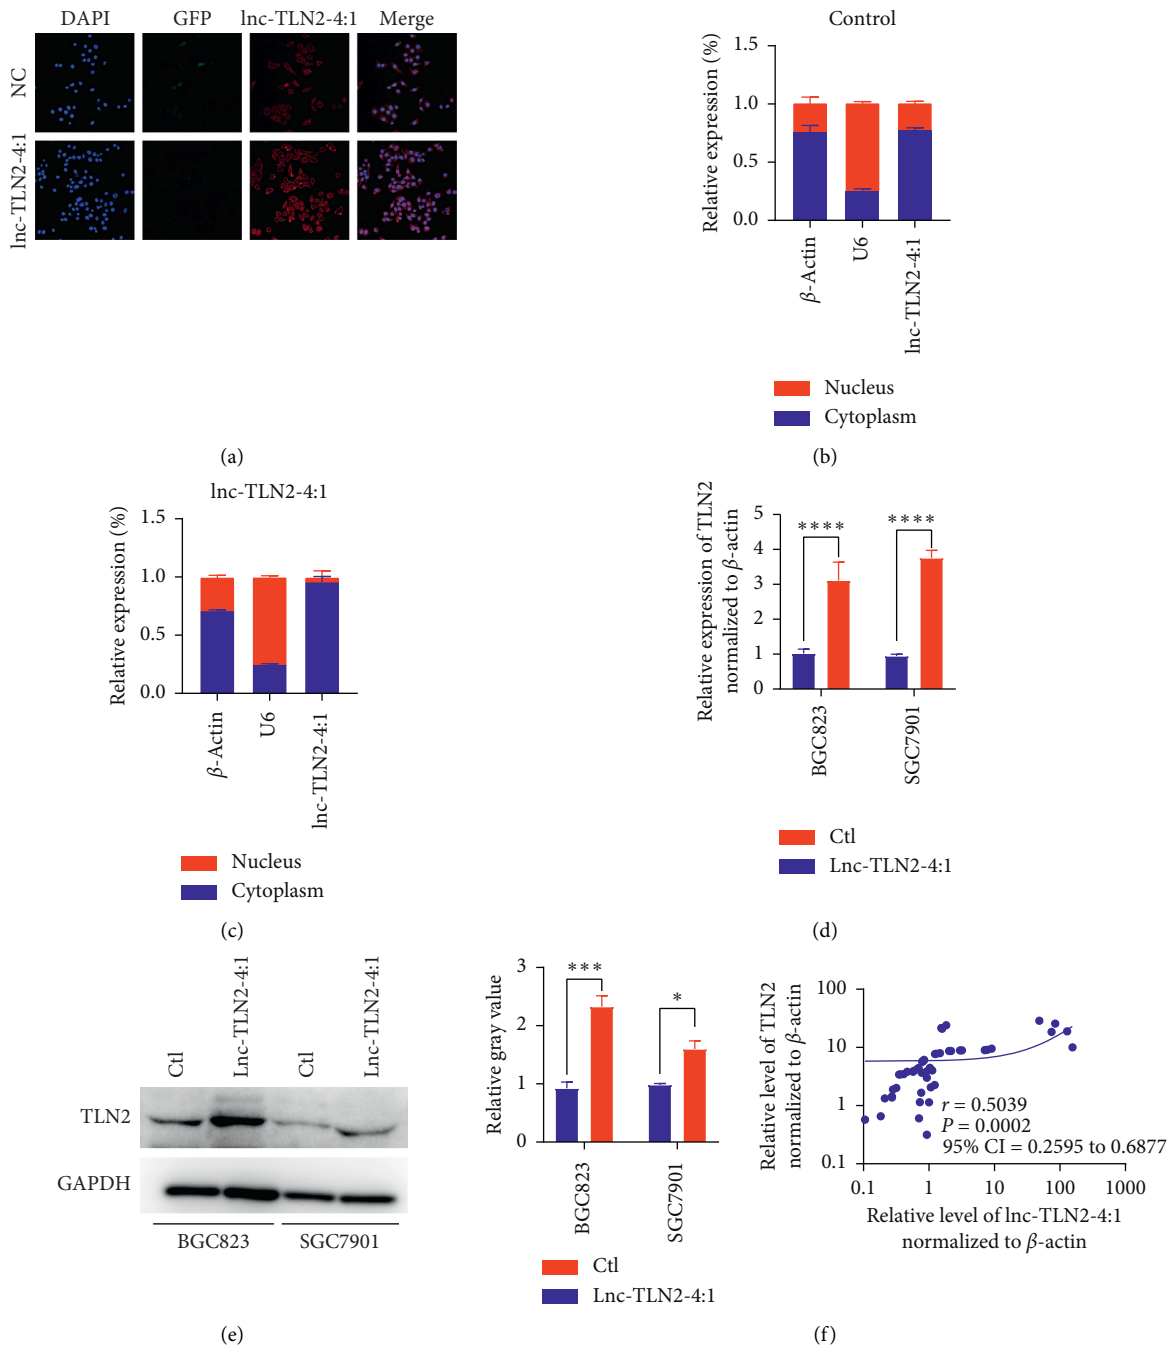 DAPI GFP lnc-TLN2-4:1 Merge
NC
lnc-TLN2-4:1
(a)
Control
Relative expression (%)
1.5
1.0
0.5
0.0
β-Actin
U6
lnc-TLN2-4:1
Nucleus
Cytoplasm
(b)
lnc-TLN2-4:1
Relative expression (%)
1.5
1.0
0.5
0.0
β-Actin
U6
lnc-TLN2-4:1
Nucleus
Cytoplasm
(c)
Relative expression of TLN2
normalized to β-actin
5
4
3
2
1
0
****
****
BGC823
SGC7901
Ctl
Lnc-TLN2-4:1
(d)
Ctl
Lnc-TLN2-4:1
Ctl
Lnc-TLN2-4:1
TLN2
GAPDH
BGC823 SGC7901
Relative gray value
3
2
1
0
***
*
BGC823
SGC7901
Ctl
Lnc-TLN2-4:1
(e)
Relative level of TLN2
normalized to β-actin
100
10
1
0.1
r = 0.5039
P = 0.0002
95% CI = 0.2595 to 0.6877
0.1 1 10 100 1000
Relative level of lnc-TLN2-4:1
normalized to β-actin
(f)